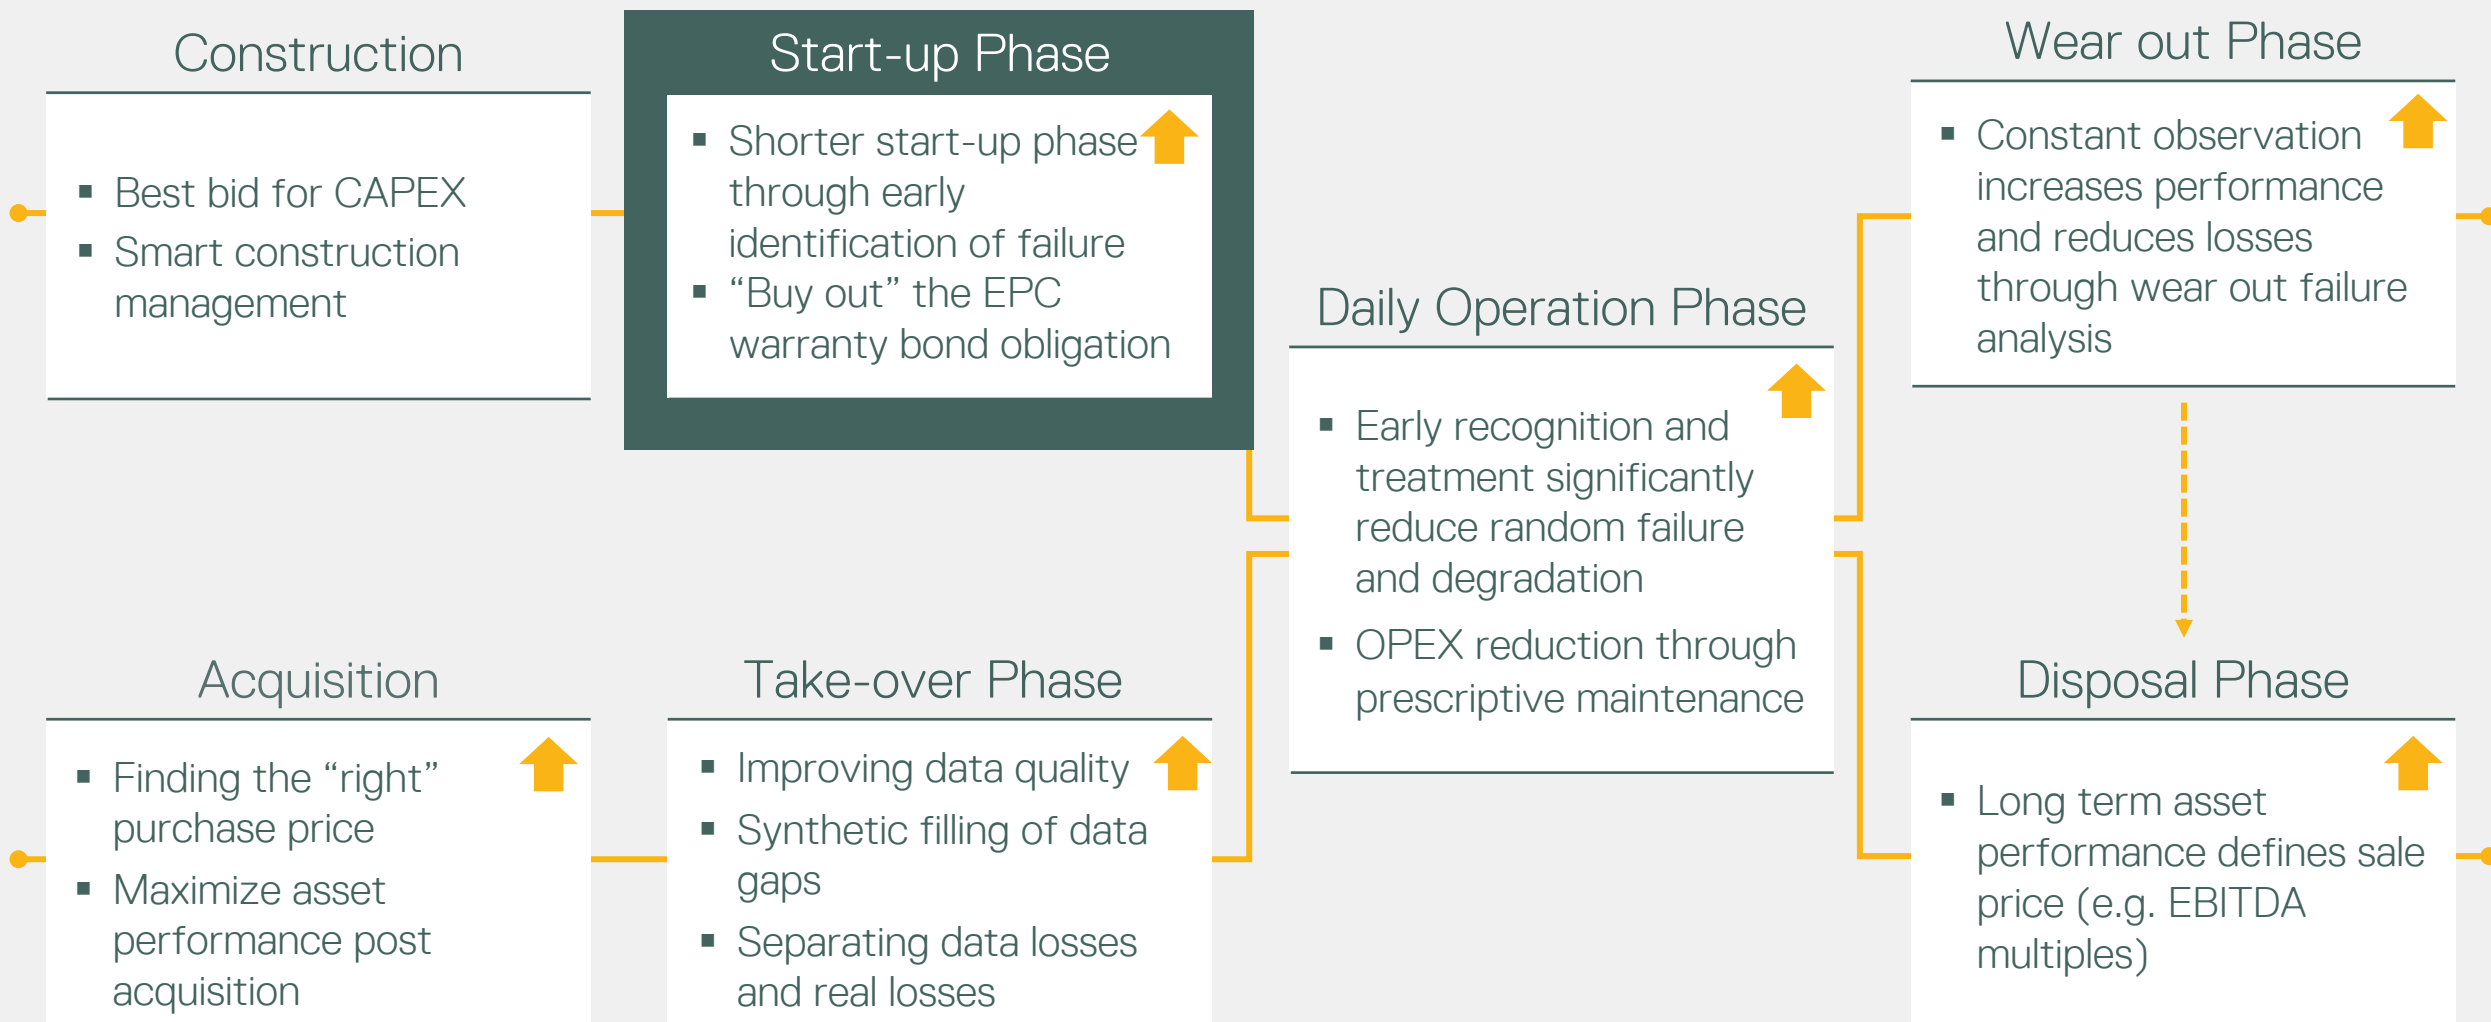 Construction
▪ Best bid for CAPEX
▪ Smart construction
management
Start-up Phase
▪ Shorter start-up phase
through early
identification of failure
▪ “Buy out” the EPC
warranty bond obligation
Acquisition
▪ Finding the “right”
purchase price
▪ Maximize asset
performance post
acquisition
Take-over Phase
▪ Improving data quality
▪ Synthetic filling of data
gaps
▪ Separating data losses
and real losses
Daily Operation Phase
▪ Early recognition and
treatment significantly
reduce random failure
and degradation
▪ OPEX reduction through
prescriptive maintenance
Wear out Phase
▪ Constant observation
increases performance
and reduces losses
through wear out failure
analysis
Disposal Phase
▪ Long term asset
performance defines sale
price (e.g. EBITDA
multiples)